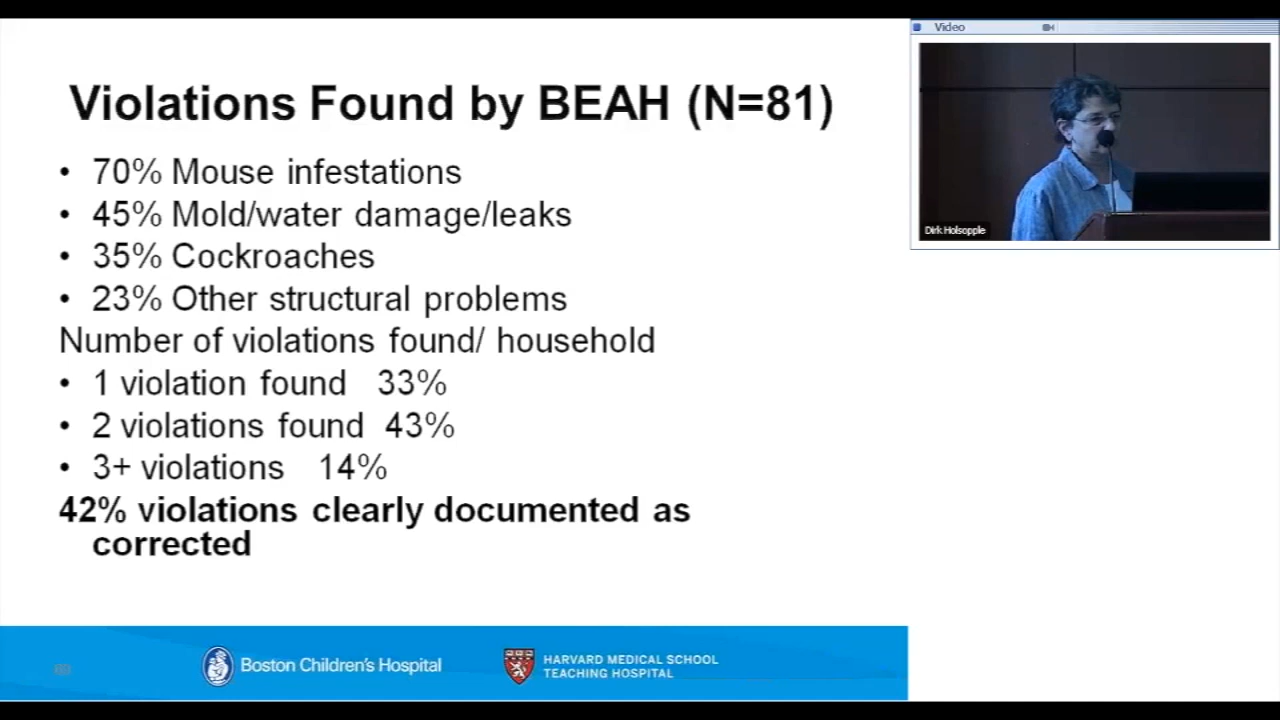 Violations Found by BEAH (N=81)
• 70% Mouse infestations
• 45% Mold/water damage/leaks
• 35% Cockroaches
• 23% Other structural problems
Number of violations found/ household
• 1 violation found 33%
• 2 violations found 43%
• 3+ violations 14%
42% violations clearly documented as
corrected
Boston Children's Hospital
HARVARD MEDICAL SCHOOL
TEACHING HOSPITAL
Video
Dirk Holsopple